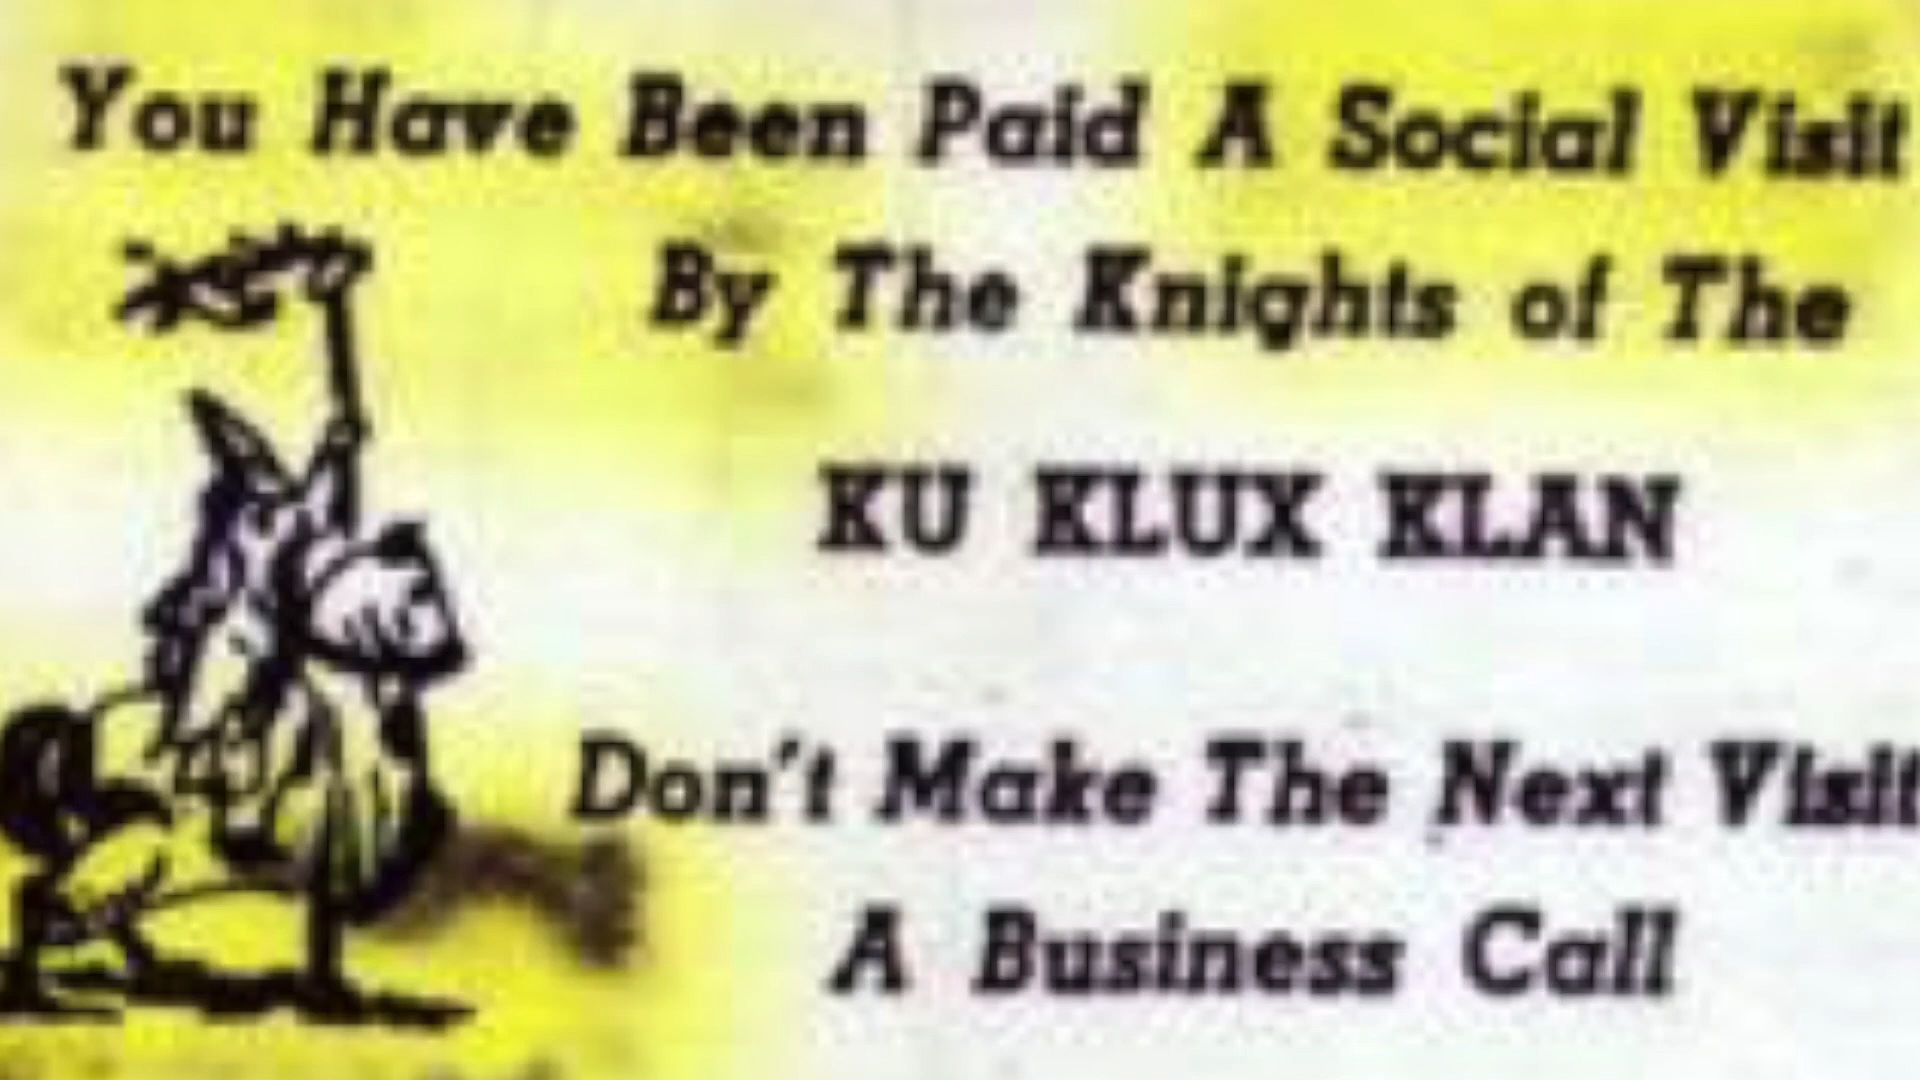 You Have Been Paid A Social Visit
By The Knights of The
KU KLUX KLAN
Don't Make The Next Visit
A Business Call